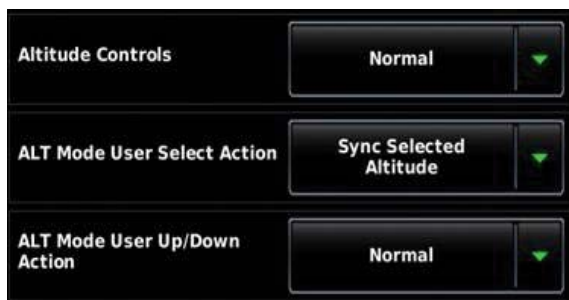 Altitude Controls
Normal
ALT Mode User Select Action
Sync Selected
Altitude
ALT Mode User Up/Down
Action
Normal